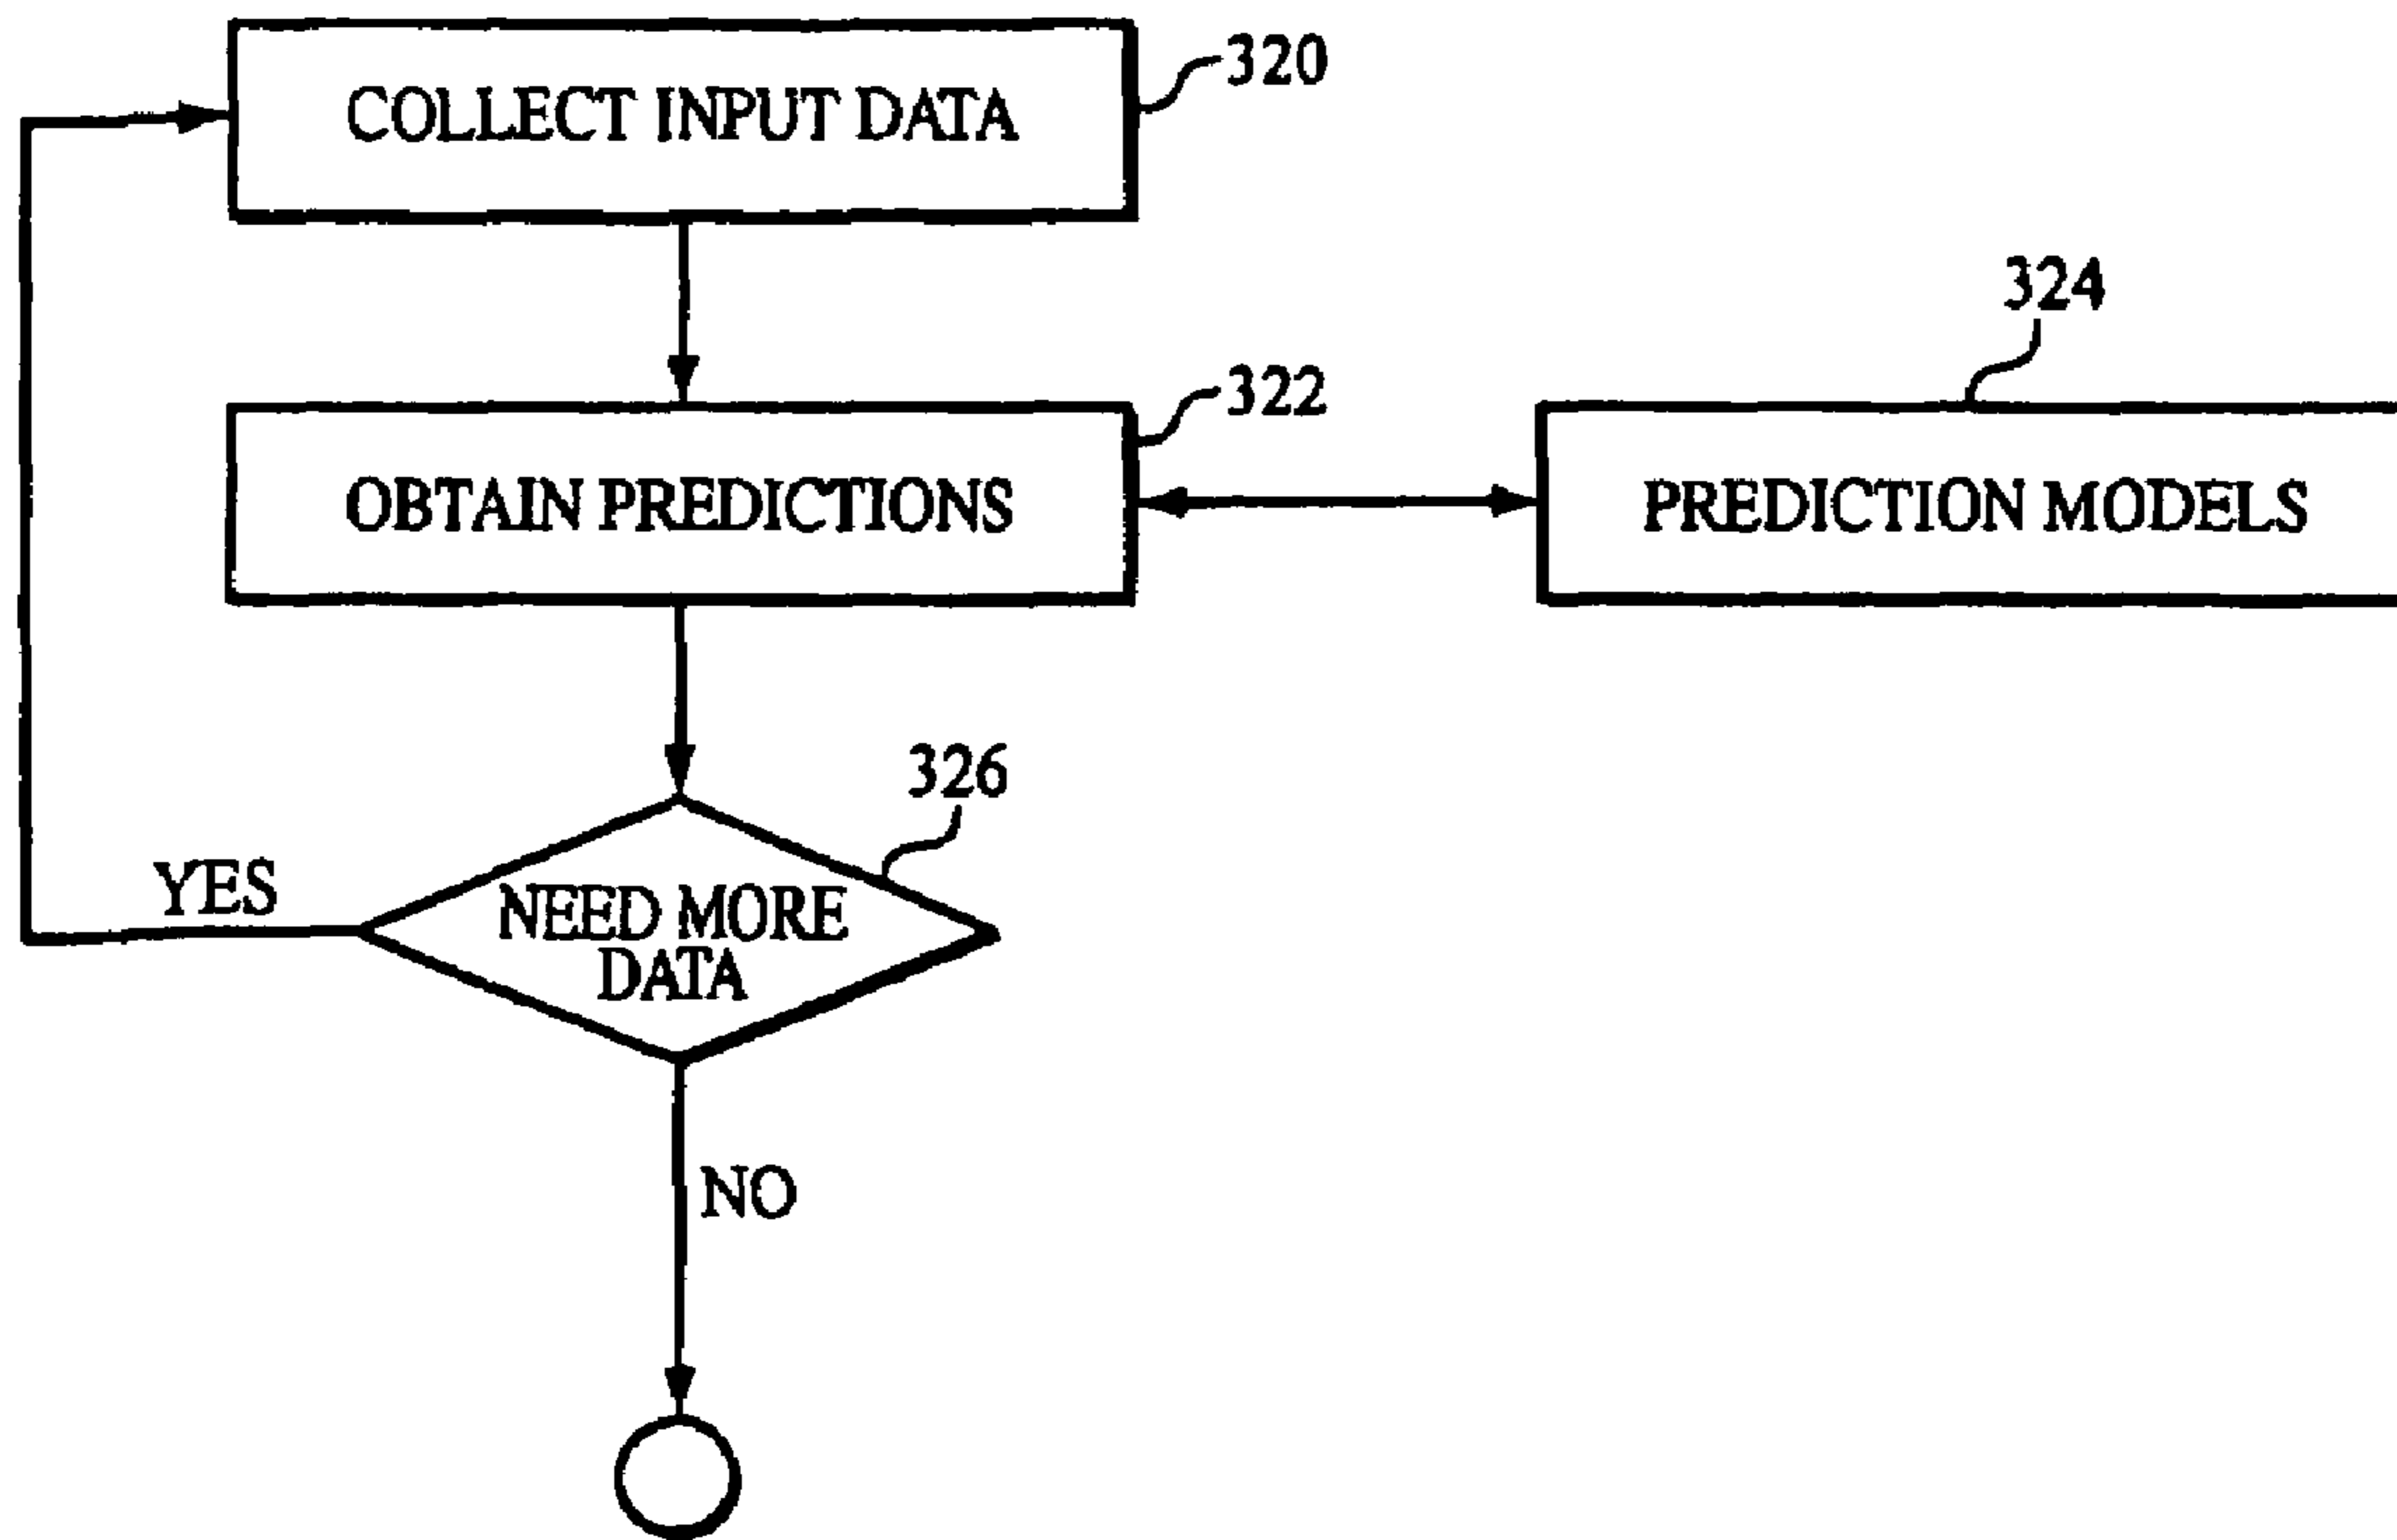 COLLECT INPUT DATA
320
324
322
OBTAIN PREDICTIONS
PREDICTION MODELS
326
YES
NEED MORE
DATA
NO